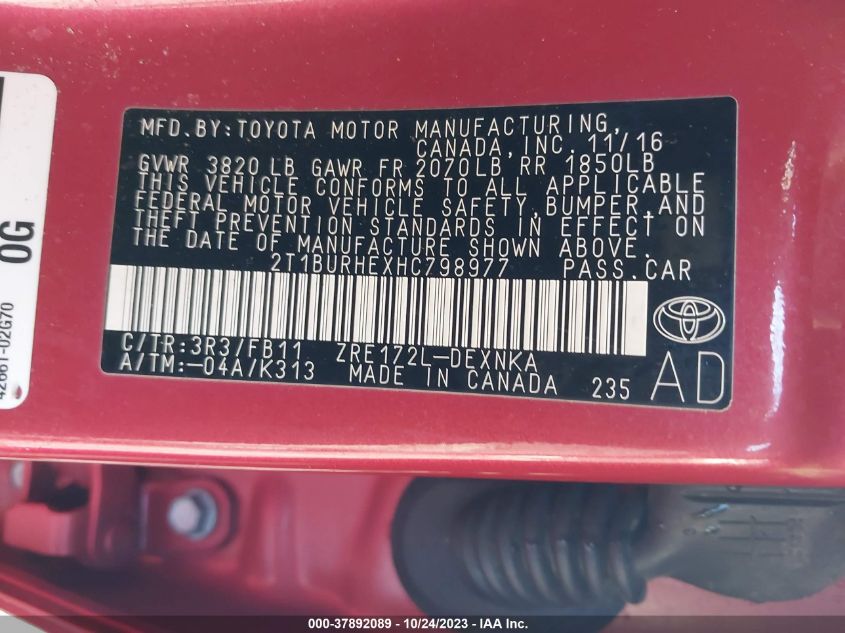 MFD.BY:TOYOTA MOTOR MANUFACTURING,
CANADA,INC. 11/16
GVWR 3820 LB GAWR FR 2070LB RR 1850LB
THIS VEHICLE CONFORMS TO ALL APPLICABLE
FEDERAL MOTOR VEHICLE SAFETY,BUMPER,AND
THEFT PREVENTION STANDARDS IN EFFECT ON
THE DATE OF MANUFACTURE SHOWN ABOVE.
2T1BURHEXHC798977 PASS.CAR
C/TR:3R3/FB11 ZRE172L-DEXNKA
A/TM:-04A/K313 MADE IN CANADA 235
AD
0G
42661-02G70
000-37892089 - 10/24/2023 - IAAI Inc.